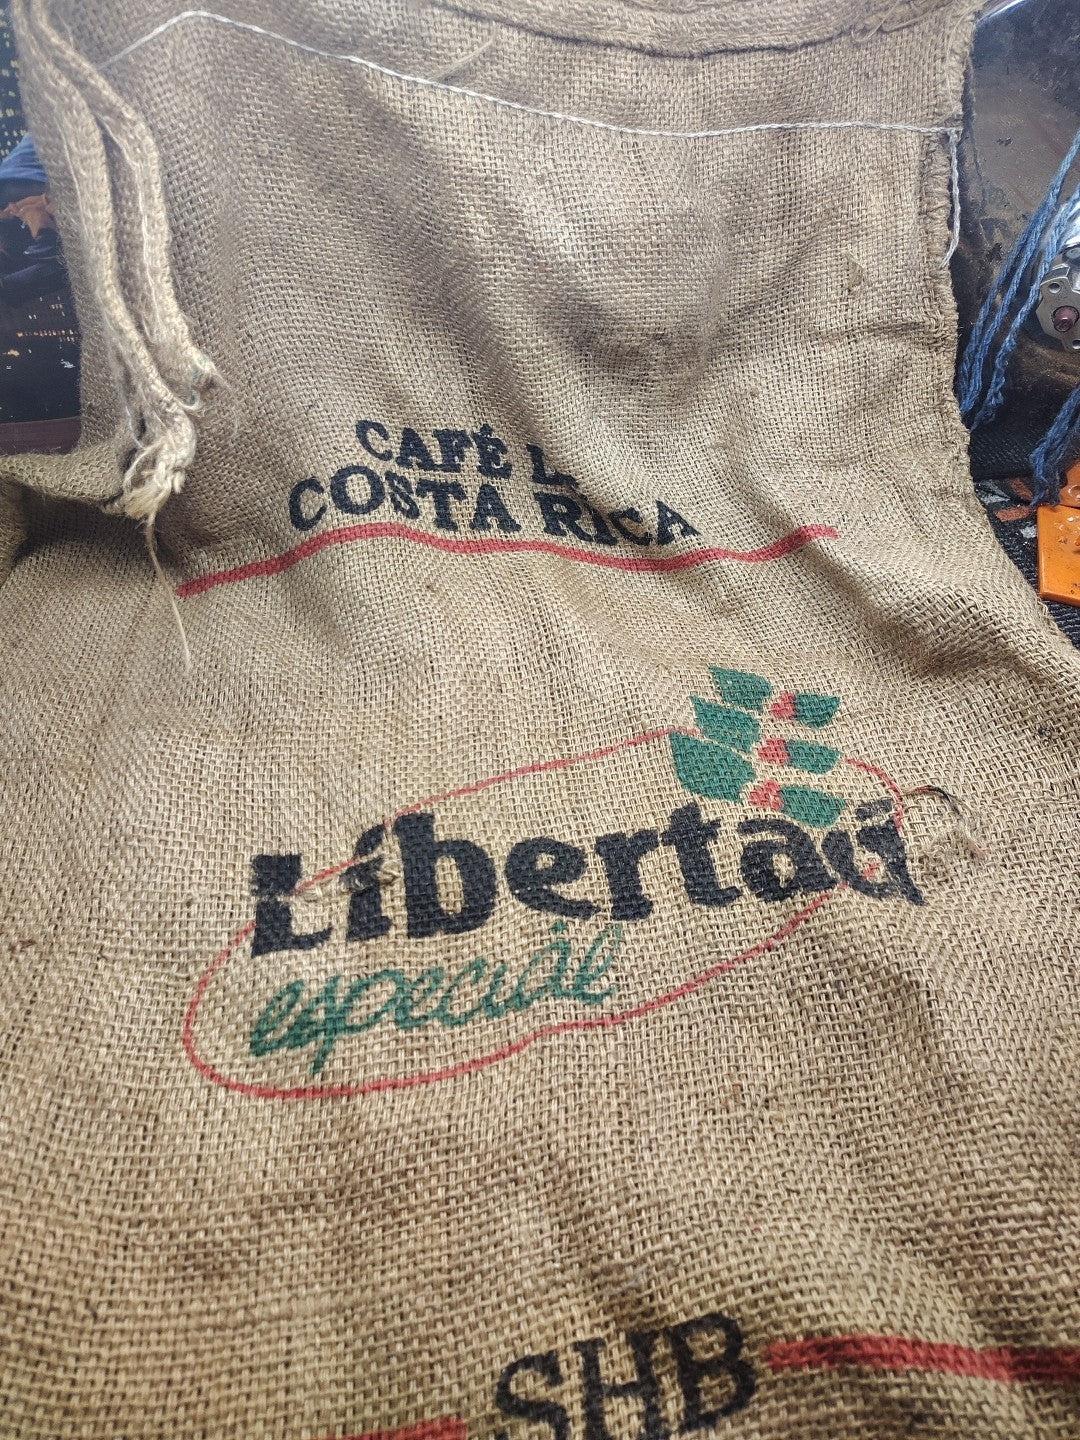 CAFÉ
COSTA RICA
Libertad
especial
SHB